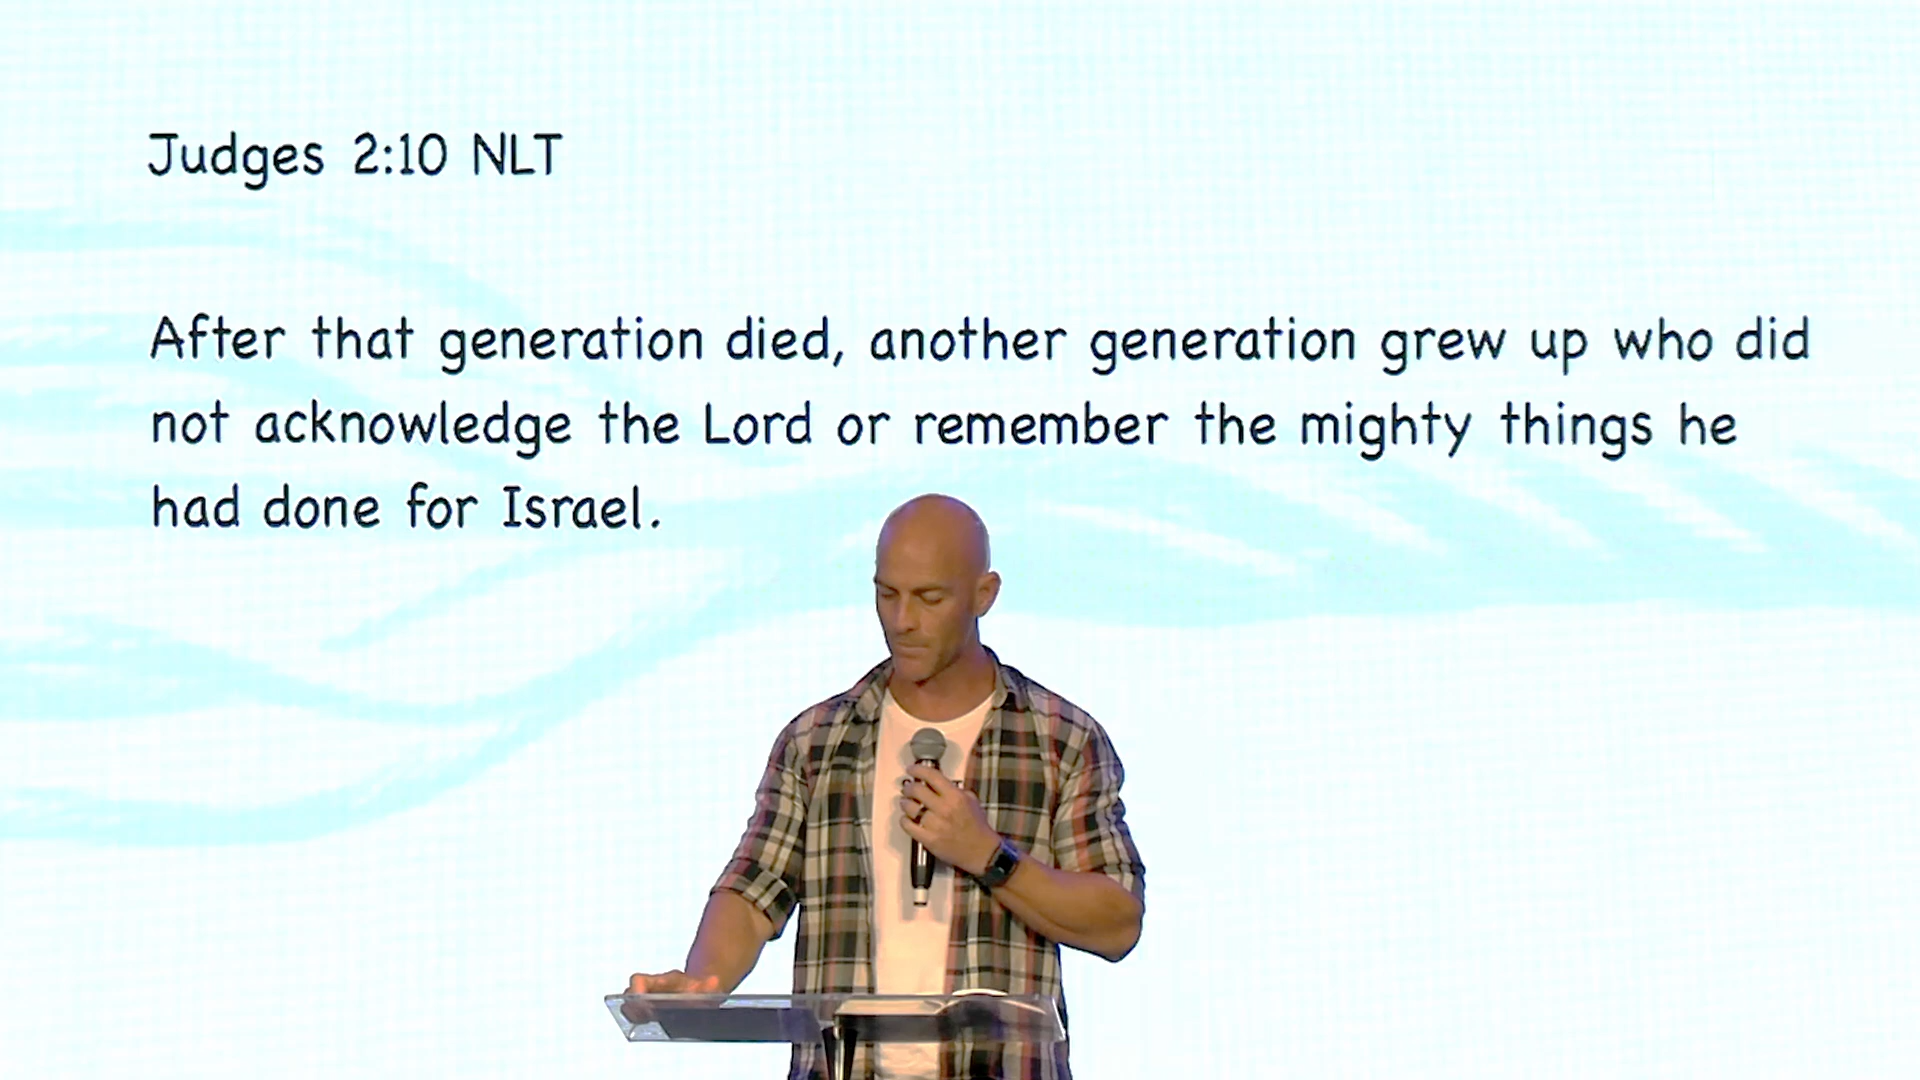 Judges 2:10 NLT
After that generation died, another generation grew up who did
not acknowledge the Lord or remember the mighty things he
had done for Israel.